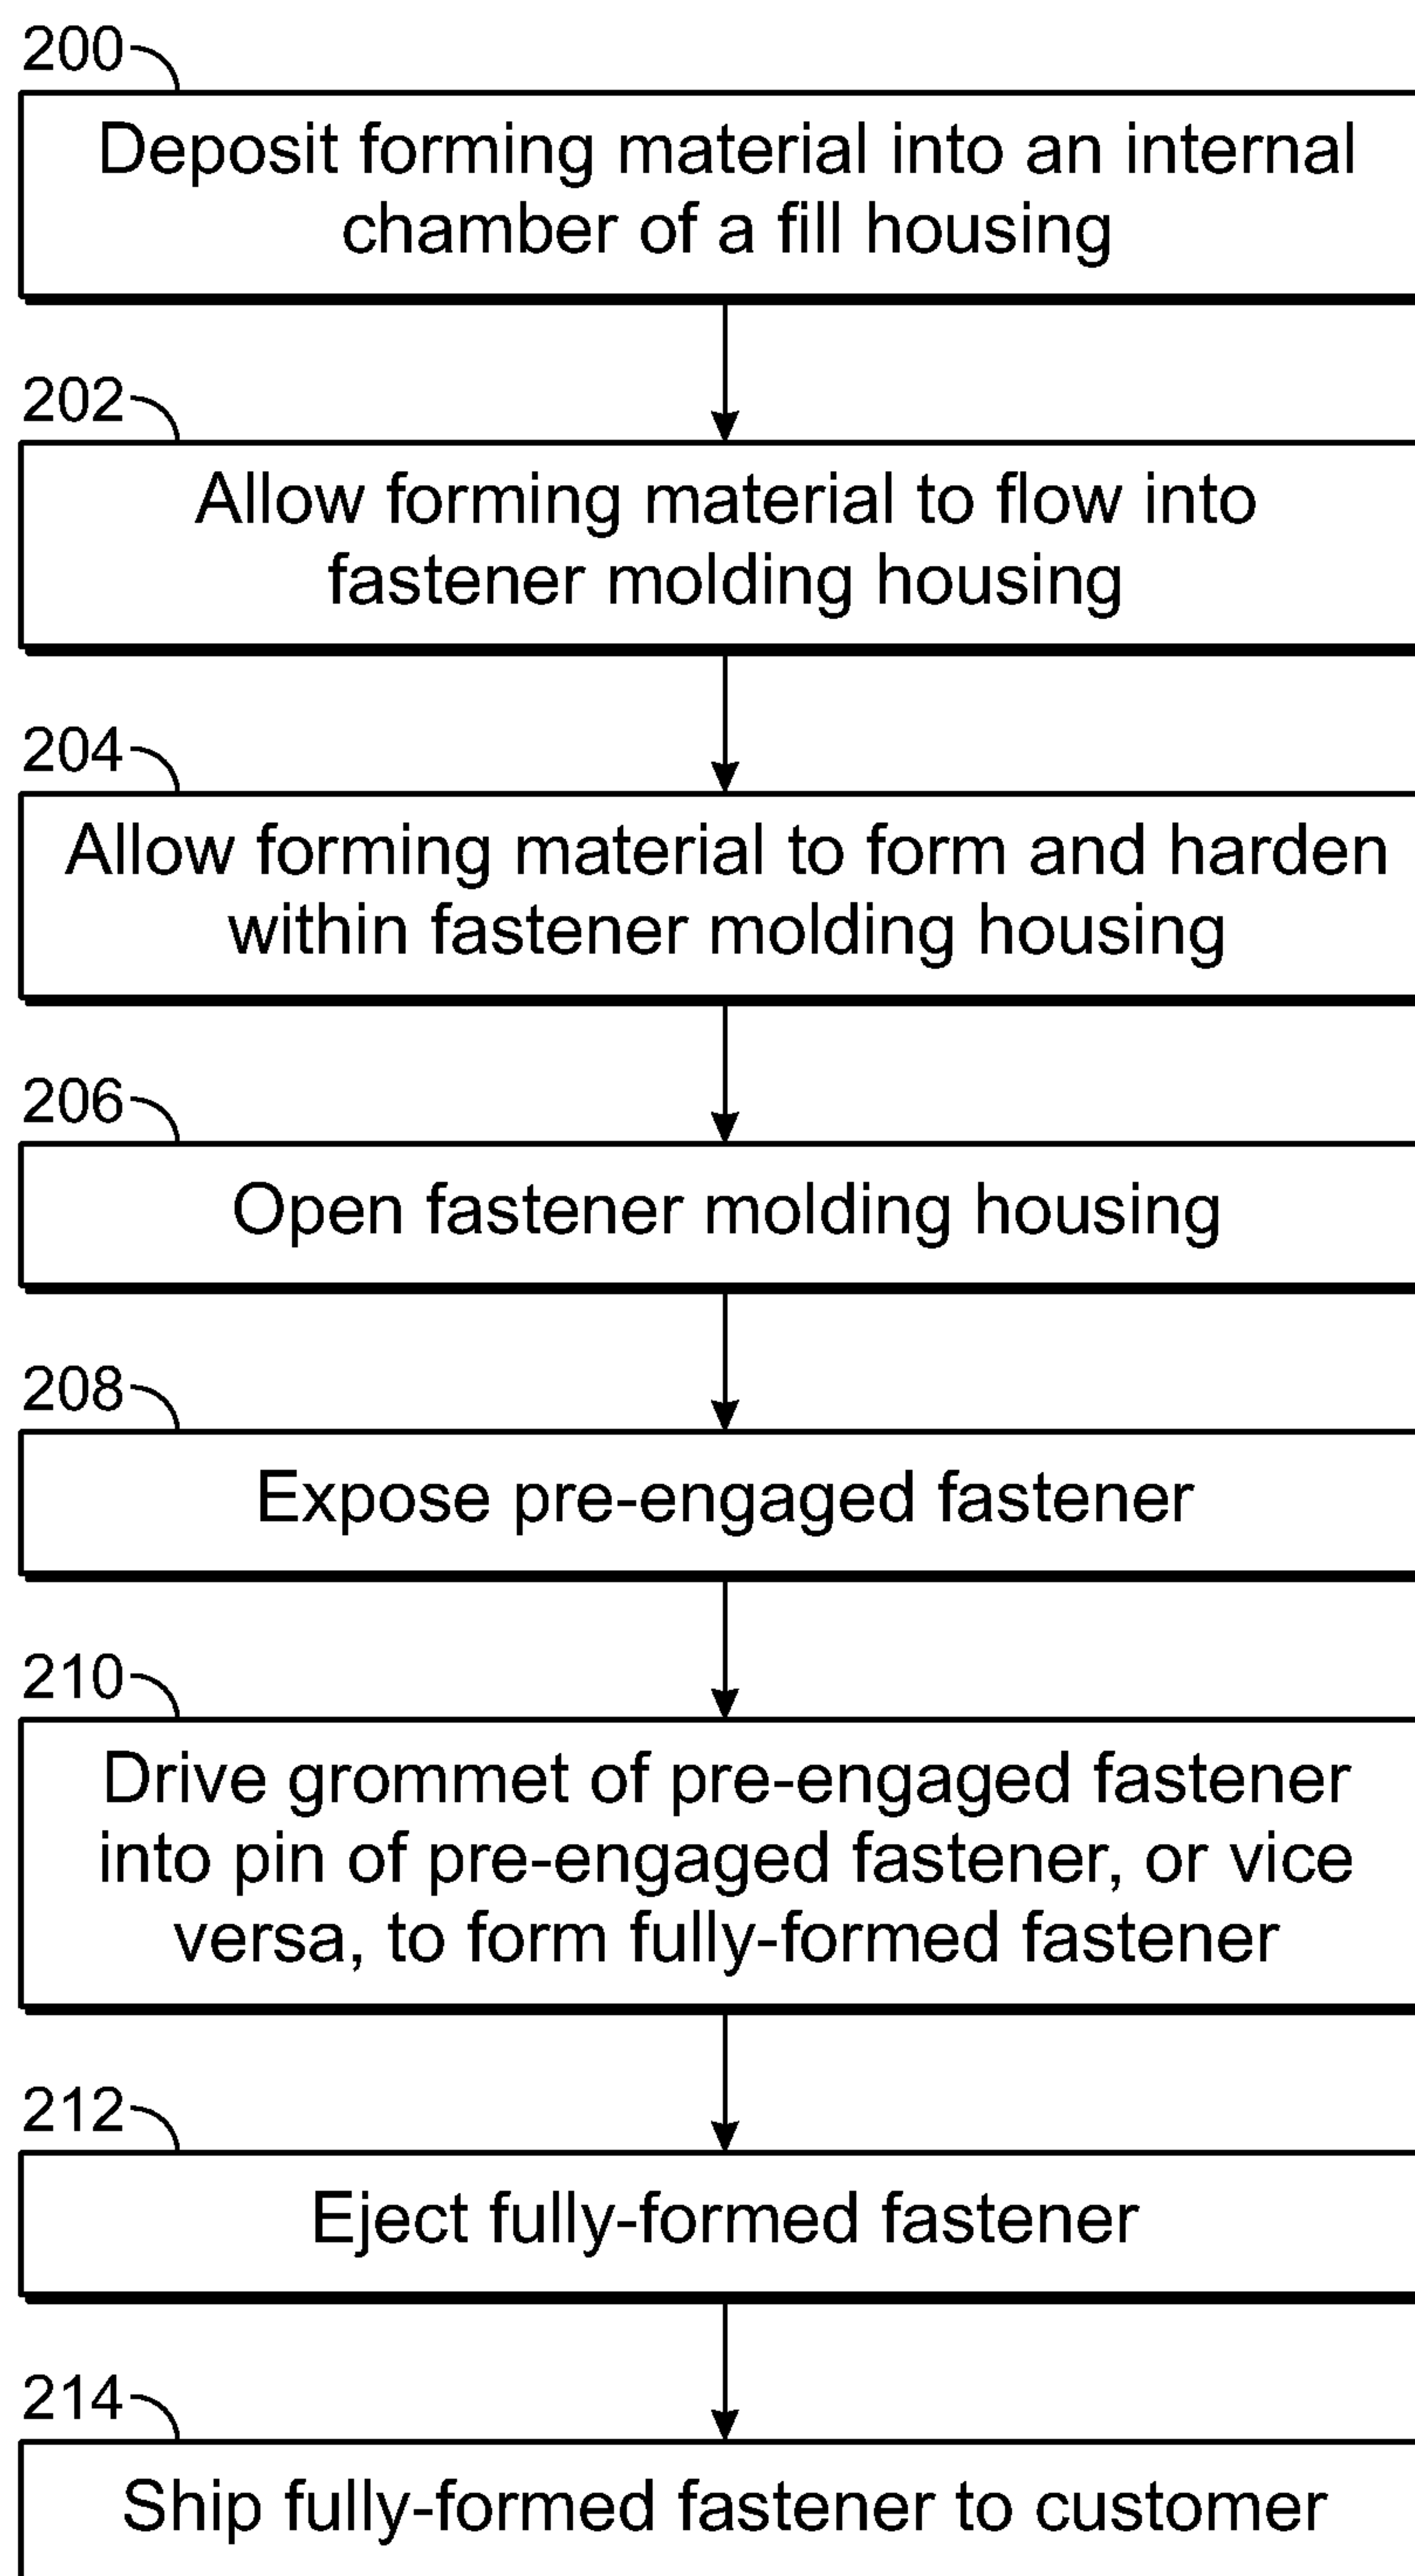 200
Deposit forming material into an internal
chamber of a fill housing
202
Allow forming material to flow into
fastener molding housing
204
Allow forming material to form and harden
within fastener molding housing
206
Open fastener molding housing
208
Expose pre-engaged fastener
210
Drive grommet of pre-engaged fastener
into pin of pre-engaged fastener, or vice
versa, to form fully-formed fastener
212
Eject fully-formed fastener
214
Ship fully-formed fastener to customer